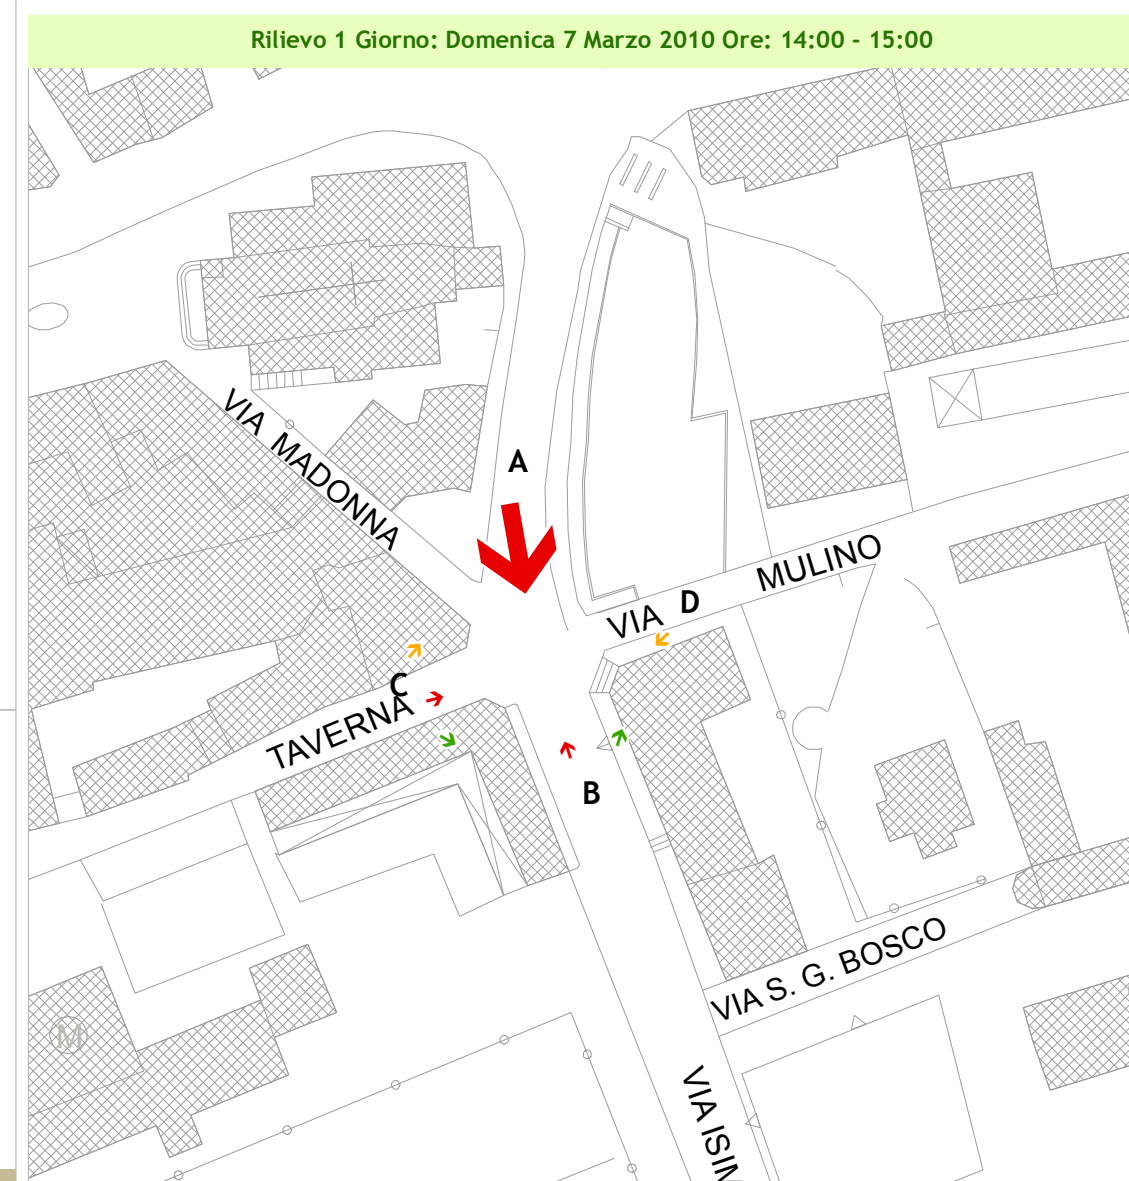 Rilievo 1 Giorno: Domenica 7 Marzo 2010 Ore: 14:00 - 15:00
VIA MADONNA
A
VIA MULINO
D
C
TAVERNA
B
VIA S. G. BOSCO
M
VIA ISIN